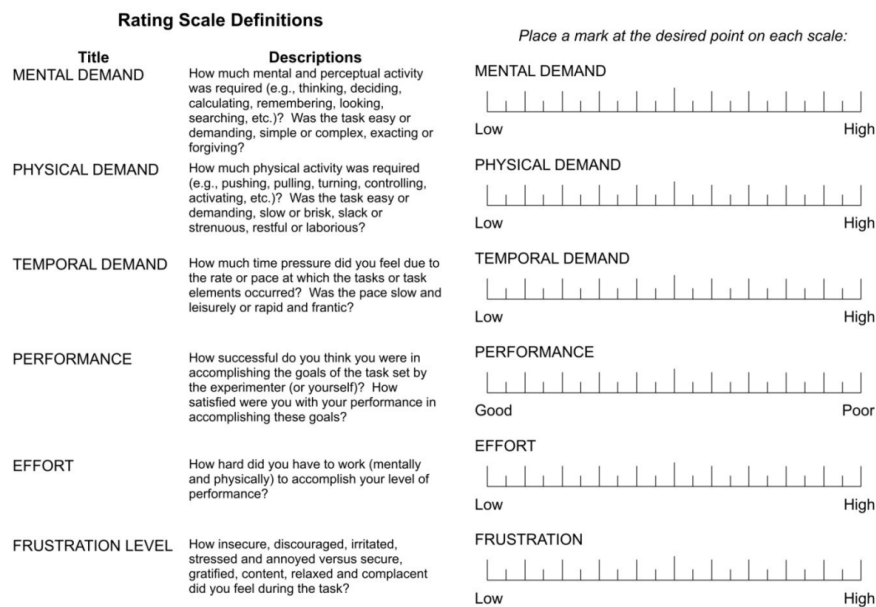 Rating Scale Definitions
Title
Descriptions
MENTAL DEMAND
How much mental and perceptual activity
was required (e.g., thinking, deciding,
calculating, remembering, looking,
searching, etc.)? Was the task easy or
demanding, simple or complex, exacting or
forgiving?
PHYSICAL DEMAND
How much physical activity was required
(e.g., pushing, pulling, turning, controlling,
activating, etc.)? Was the task easy or
demanding, slow or brisk, slack or
strenuous, restful or laborious?
TEMPORAL DEMAND
How much time pressure did you feel due to
the rate or pace at which the tasks or task
elements occurred? Was the pace slow and
leisurely or rapid and frantic?
PERFORMANCE
How successful do you think you were in
accomplishing the goals of the task set by
the experimenter (or yourself)? How
satisfied were you with your performance in
accomplishing these goals?
EFFORT
How hard did you have to work (mentally
and physically) to accomplish your level of
performance?
FRUSTRATION LEVEL
How insecure, discouraged, irritated,
stressed and annoyed versus secure,
gratified, content, relaxed and complacent
did you feel during the task?
Place a mark at the desired point on each scale:
MENTAL DEMAND
Low High
PHYSICAL DEMAND
Low High
TEMPORAL DEMAND
Low High
PERFORMANCE
Good Poor
EFFORT
Low High
FRUSTRATION
Low High